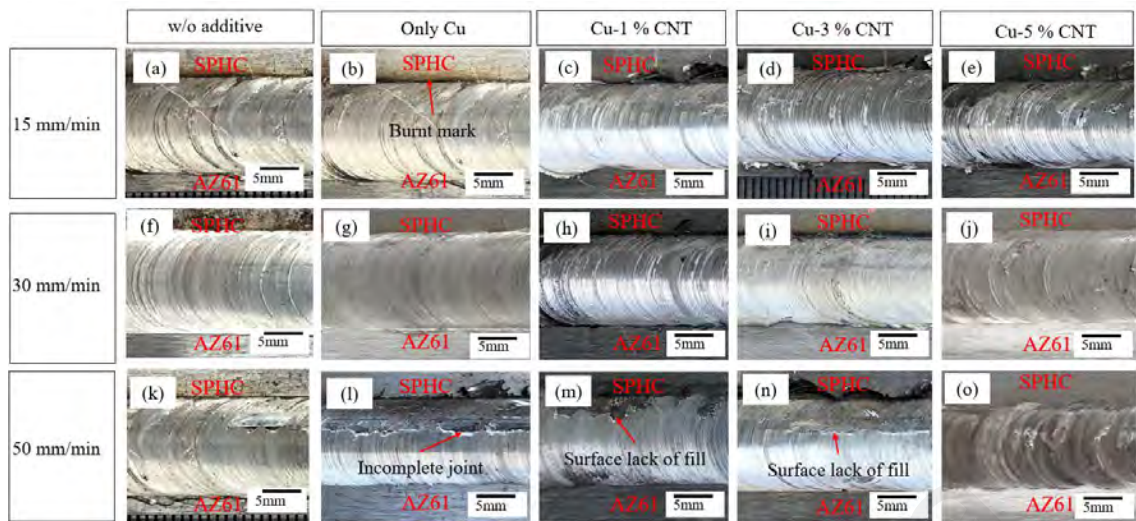 w/o additive
Only Cu
Cu-1 % CNT
Cu-3 % CNT
Cu-5 % CNT
15 mm/min
(a) SPHC
AZ61 5mm
(b) SPHC
Burnt mark
AZ61 5mm
(c) SPHC
AZ61 5mm
(d) SPHC
AZ61 5mm
(e) SPHC
AZ61 5mm
30 mm/min
(f) SPHC
AZ61 5mm
(g) SPHC
AZ61 5mm
(h) SPHC
AZ61 5mm
(i) SPHC
AZ61 5mm
(j) SPHC
AZ61 5mm
50 mm/min
(k) SPHC
AZ61 5mm
(l) SPHC
Incomplete joint
AZ61 5mm
(m) SPHC
Surface lack of fill
AZ61 5mm
(n) SPHC
Surface lack of fill
AZ61 5mm
(o) SPHC
AZ61 5mm